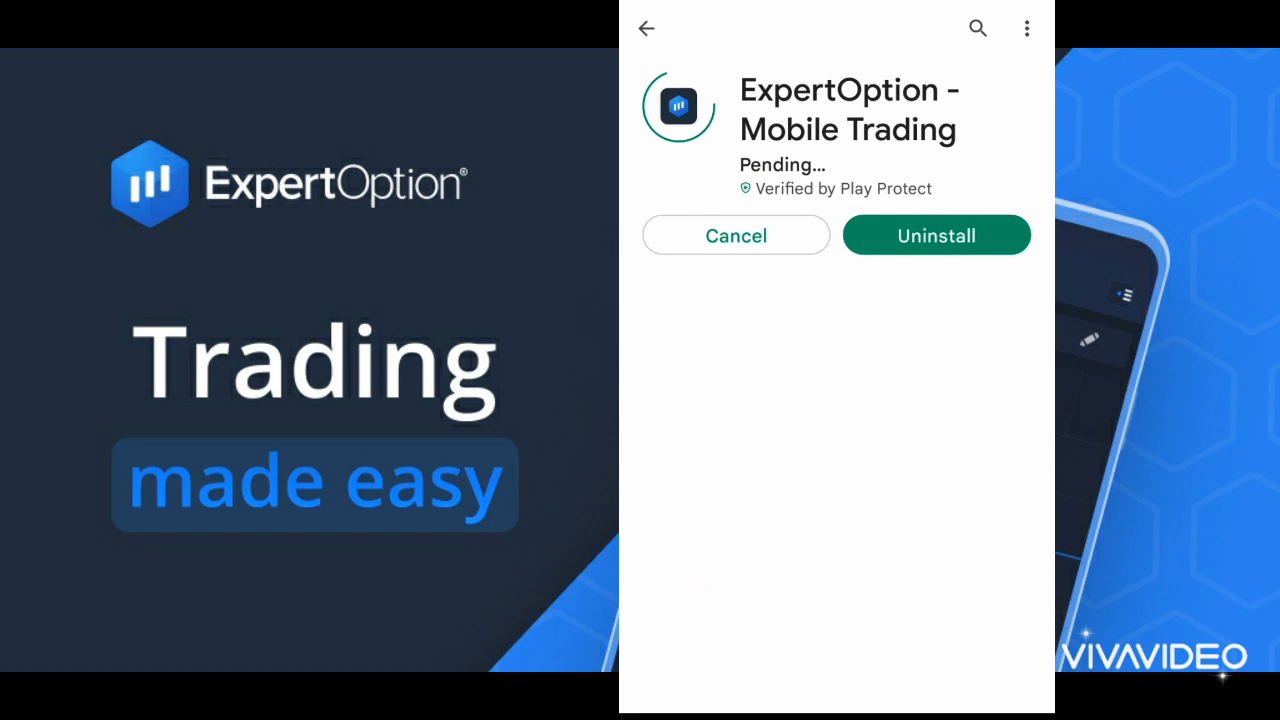 ExpertOption®
Trading
made easy
ExpertOption -
Mobile Trading
Pending...
Verified by Play Protect
Cancel
Uninstall
VIVAVIDEO